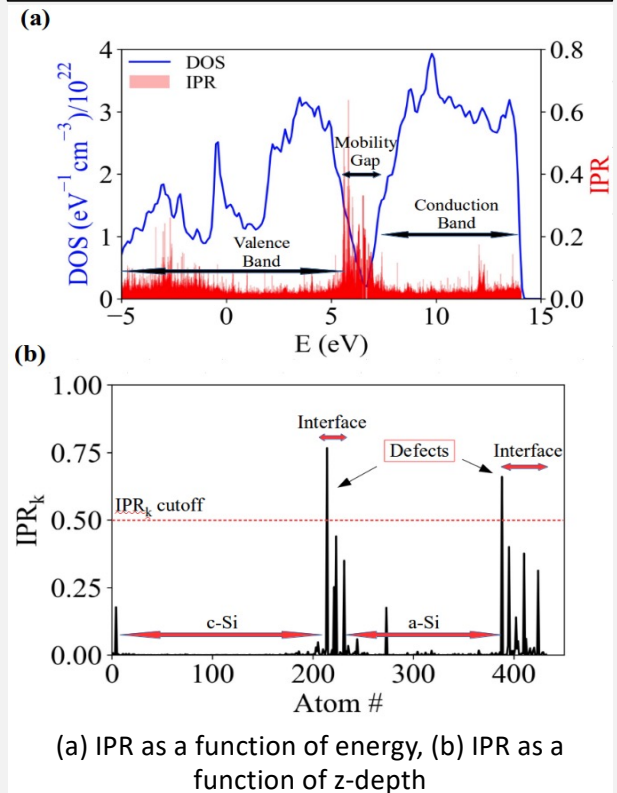 (a)
DOS (eV⁻¹ cm⁻³)/10²²
4
3
2
1
0
DOS
IPR
Mobility
Gap
Conduction
Band
Valence
Band
0.8
0.6
0.4
0.2
0.0
IPR
−5 0 5 10 15
E (eV)
(b)
IPRₖ
1.00
0.75
0.50
0.25
0.00
Interface
Defects
Interface
IPRₖ cutoff
c-Si
a-Si
0 100 200 300 400
Atom #
(a) IPR as a function of energy, (b) IPR as a
function of z-depth